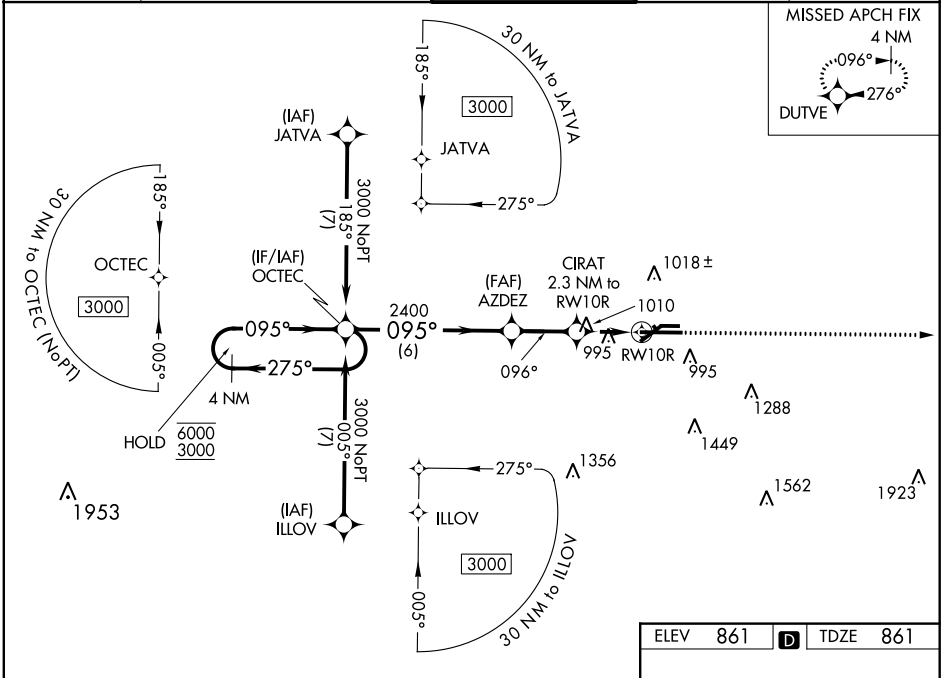 MISSED APCH FIX
4 NM
096°
276°
DUTVE
30 NM to JATVA
185°
3000
JATVA
275°
(IAF)
JATVA
3000 NoPT
185°
(7)
30 NM to OCTEC (NoPT)
185°
OCTEC
3000
005°
(IF/IAF)
OCTEC
095°
275°
4 NM
HOLD
6000
3000
2400
095°
(6)
(FAF)
AZDEZ
096°
CIRAT
2.3 NM to
RW10R
1010
1018±
995
RW10R
995
1288
1449
1562
1923
1356
1953
3000 NoPT
005°
(7)
(IAF)
ILLOV
275°
ILLOV
3000
005°
30 NM to ILLOV
ELEV 861 D TDZE 861